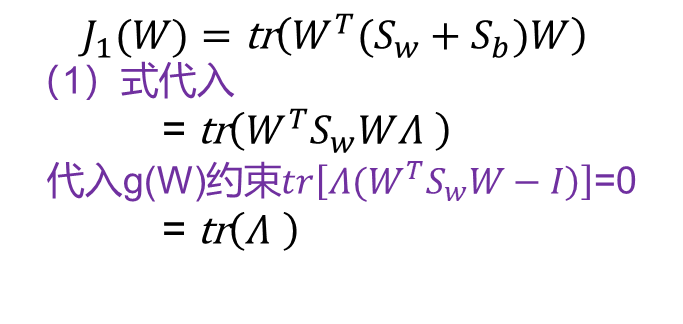 J₁(W) = tr(Wᵀ(S_w + S_b)W)
（1）式代入
= tr(WᵀS_wWΛ )
代入g(W)约束tr[Λ(WᵀS_wW − I)]=0
= tr(Λ )